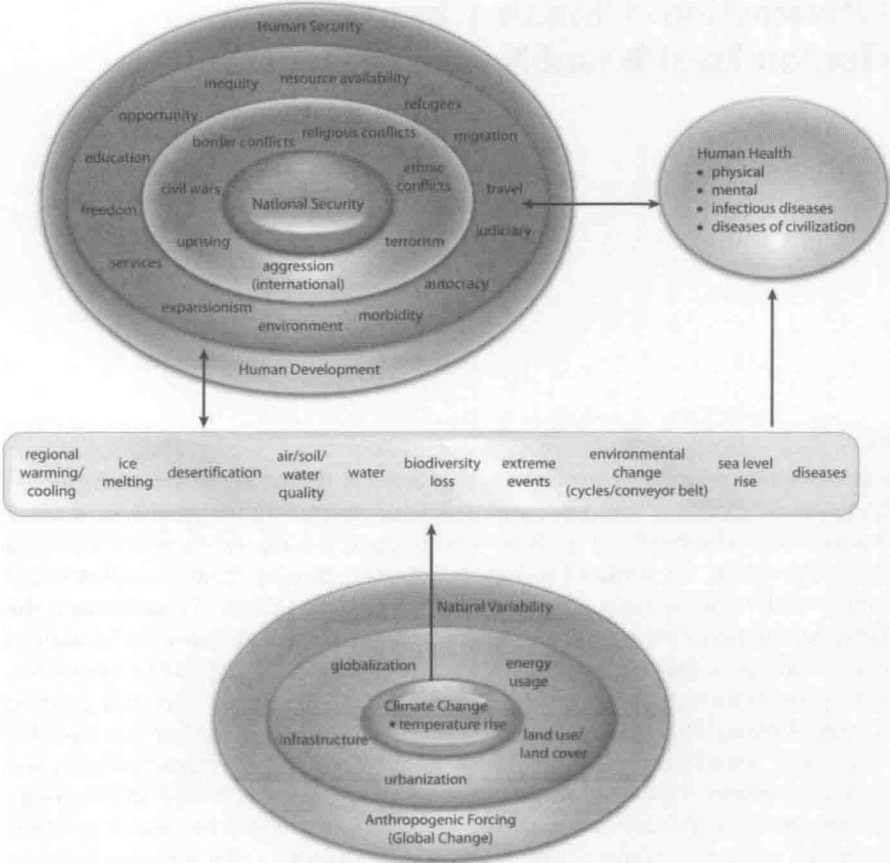 Human Security
inequity
resource availability
opportunity
refugees
border conflicts
religious conflicts
migration
education
ethnic
conflicts
civil wars
National Security
travel
freedom
judiciary
uprising
terrorism
services
aggression
(international)
autocracy
expansionism
environment
morbidity
Human Development
Human Health
• physical
• mental
• infectious diseases
• diseases of civilization
regional
warming/
cooling
ice
melting
desertification
air/soil/
water
quality
water
biodiversity
loss
extreme
events
environmental
change
(cycles/conveyor belt)
sea level
rise
diseases
Natural Variability
globalization
energy
usage
Climate Change
• temperature rise
infrastructure
land use/
land cover
urbanization
Anthropogenic Forcing
(Global Change)